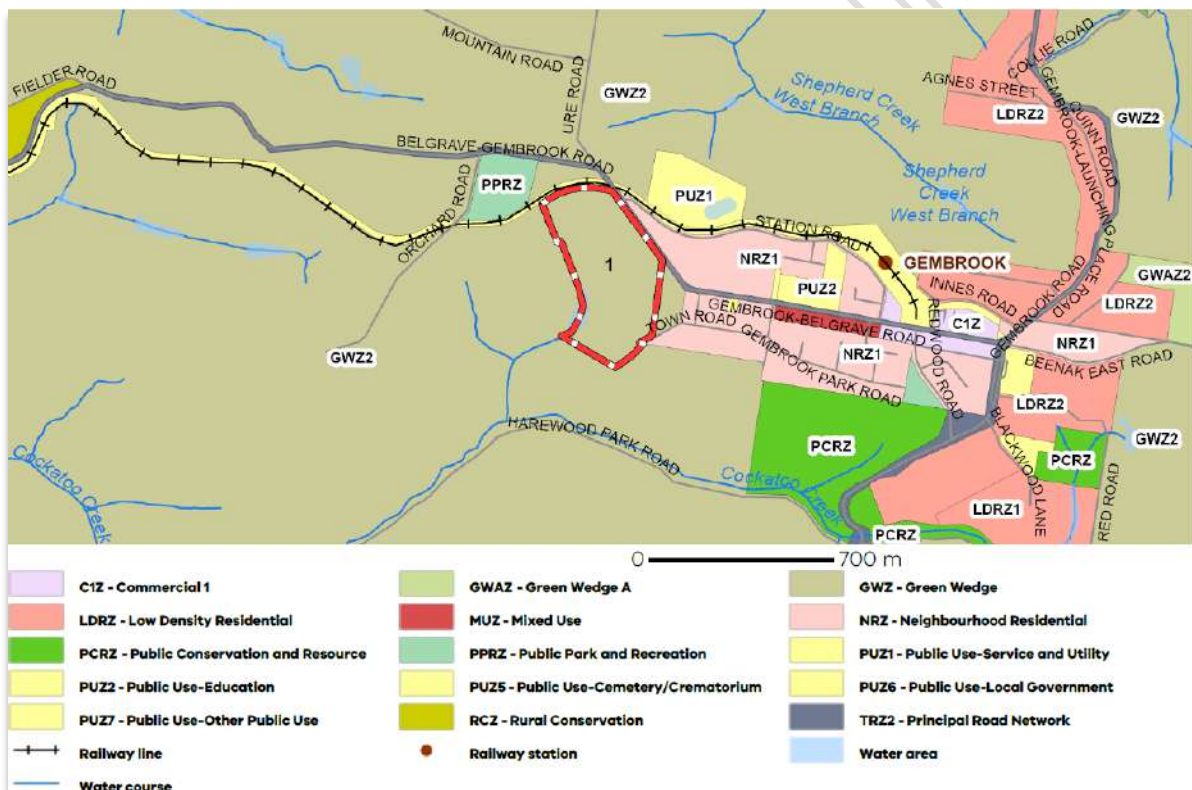 MOUNTAIN ROAD
FIELDER ROAD
URE ROAD
GWZ2
Shepherd Creek
West Branch
AGNES STREET
COLLIE ROAD
LDRZ2
QUINN ROAD
GWZ2
GEMBROOK-LAUNCHING PLACE ROAD
BELGRAVE-GEMBROOK ROAD
PPRZ
ORCHARD ROAD
PUZ1
Shepherd
Creek
West Branch
STATION ROAD
GEMBROOK
1
NRZ1
PUZ2
INNES ROAD
REDWOOD ROAD
C1Z
GEMBROOK ROAD
LDRZ2
GWAZ2
NRZ1
BEENAK EAST ROAD
GEMBROOK-BELGRAVE ROAD
TOWN ROAD
GEMBROOK PARK ROAD
NRZ1
GWZ2
LDRZ2
GWZ2
HAREWOOD PARK ROAD
PCRZ
BLACKWOOD LANE
PCRZ
RED ROAD
Cockatoo Creek
Cockatoo Creek
LDRZ1
PCRZ
0 700 m
C1Z - Commercial 1
GWAZ - Green Wedge A
GWZ - Green Wedge
LDRZ - Low Density Residential
MUZ - Mixed Use
NRZ - Neighbourhood Residential
PCRZ - Public Conservation and Resource
PPRZ - Public Park and Recreation
PUZ1 - Public Use-Service and Utility
PUZ2 - Public Use-Education
PUZ5 - Public Use-Cemetery/Crematorium
PUZ6 - Public Use-Local Government
PUZ7 - Public Use-Other Public Use
RCZ - Rural Conservation
TRZ2 - Principal Road Network
Railway line
Railway station
Water area
Water course